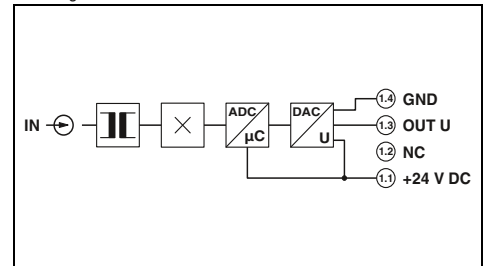 IN
ADC
µC
DAC
U
1.4 GND
1.3 OUT U
1.2 NC
1.1 +24 V DC